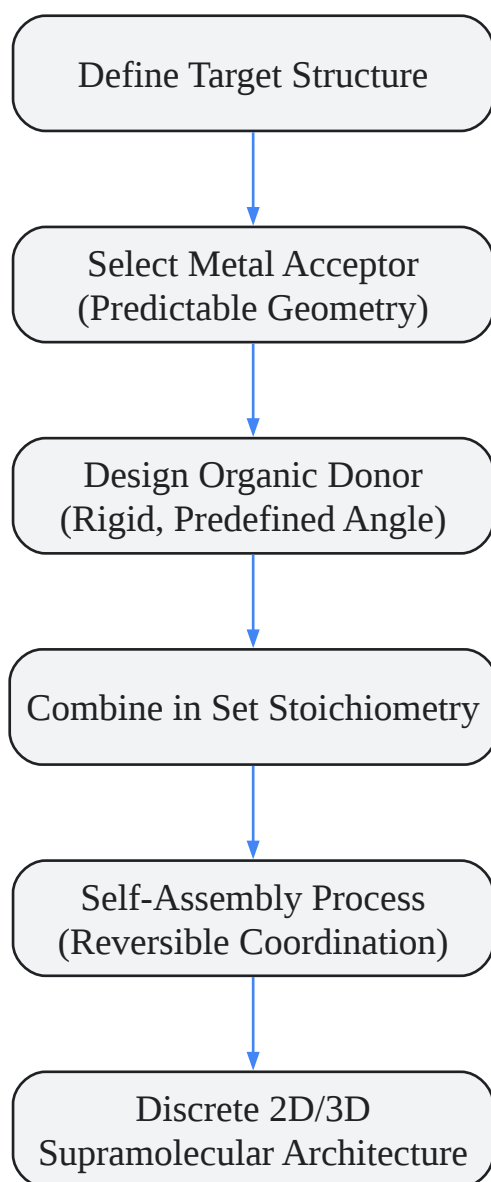 Define Target Structure
Select Metal Acceptor
(Predictable Geometry)
Design Organic Donor
(Rigid, Predefined Angle)
Combine in Set Stoichiometry
Self-Assembly Process
(Reversible Coordination)
Discrete 2D/3D
Supramolecular Architecture